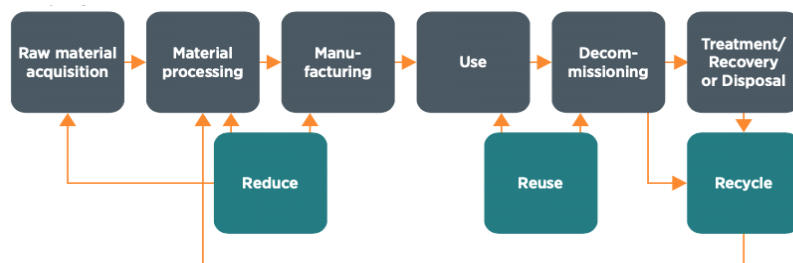 Raw material
acquisition
Material
processing
Manu-
facturing
Use
Decom-
missioning
Treatment/
Recovery
or Disposal
Reduce
Reuse
Recycle